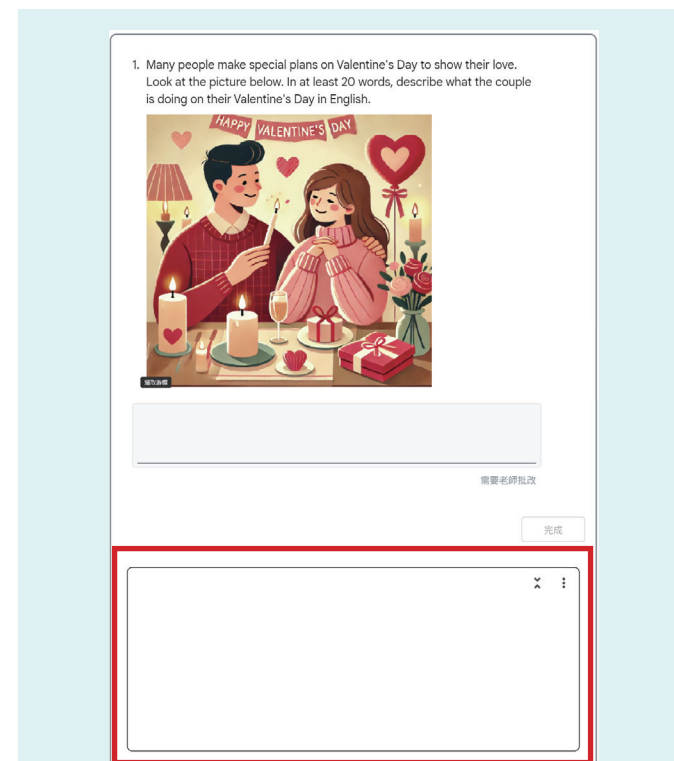 1. Many people make special plans on Valentine's Day to show their love.
Look at the picture below. In at least 20 words, describe what the couple
is doing on their Valentine's Day in English.
HAPPY VALENTINE'S DAY
需要老師批改
完成